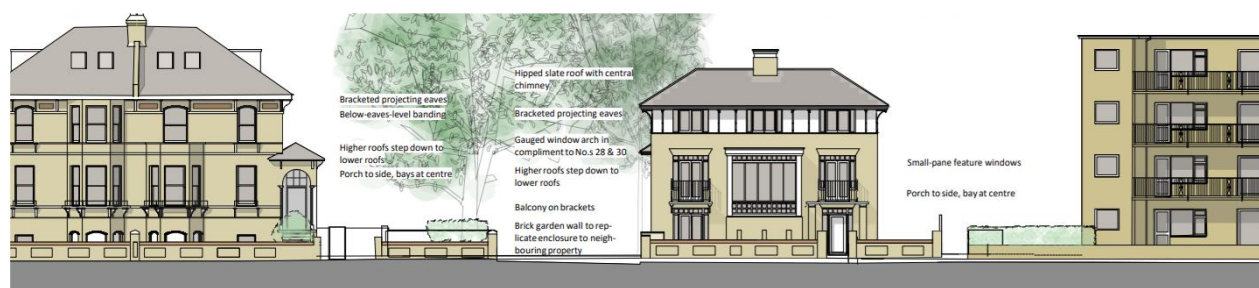 Bracketed projecting eaves
Below-eaves-level banding
Higher roofs step down to
lower roofs
Porch to side, bays at centre
Hipped slate roof with central
chimney
Bracketed projecting eaves
Gauged window arch in
compliment to No.s 28 & 30
Higher roofs step down to
lower roofs
Balcony on brackets
Brick garden wall to rep-
licate enclosure to neigh-
bouring property
Small-pane feature windows
Porch to side, bay at centre